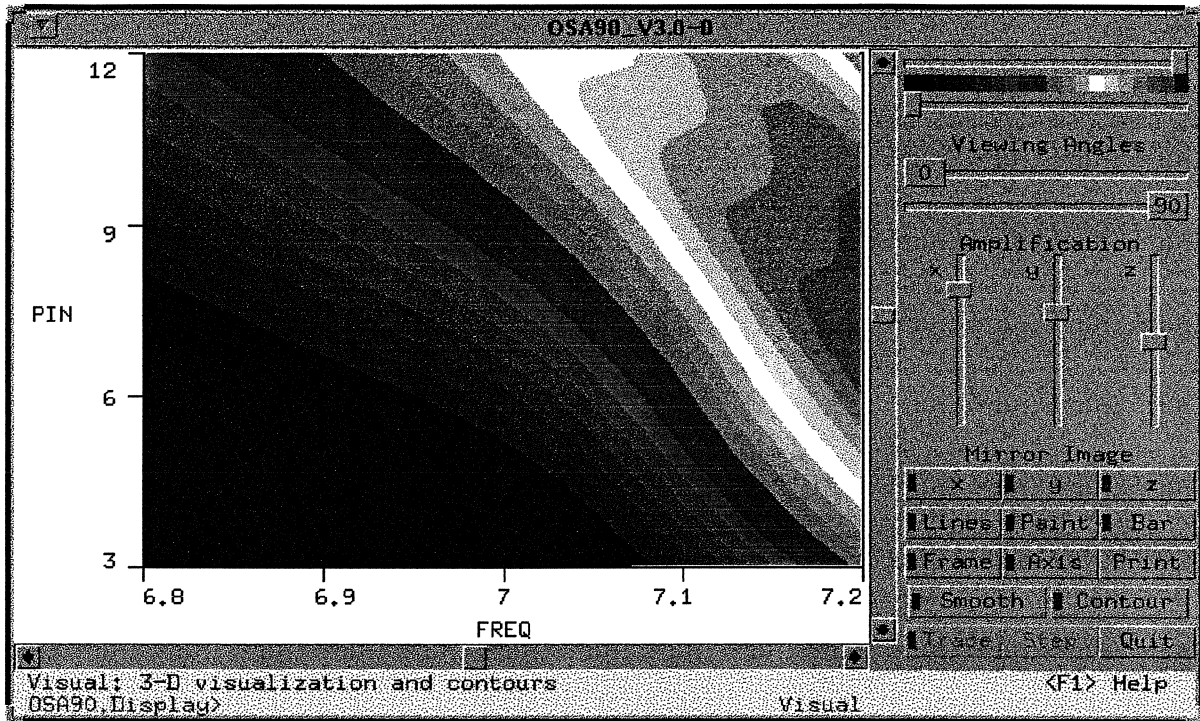 OSA90_V3.0-0
12
9
PIN
6
3
6.8 6.9 7 7.1 7.2
FREQ
Viewing Angles
0
90
Amplification
x y z
Mirror Image
x y z
Lines Paint Bar
Frame Axis Print
Smooth Contour
Trace Step Quit
Visual: 3-D visualization and contours <F1> Help
OSA90.Display> Visual